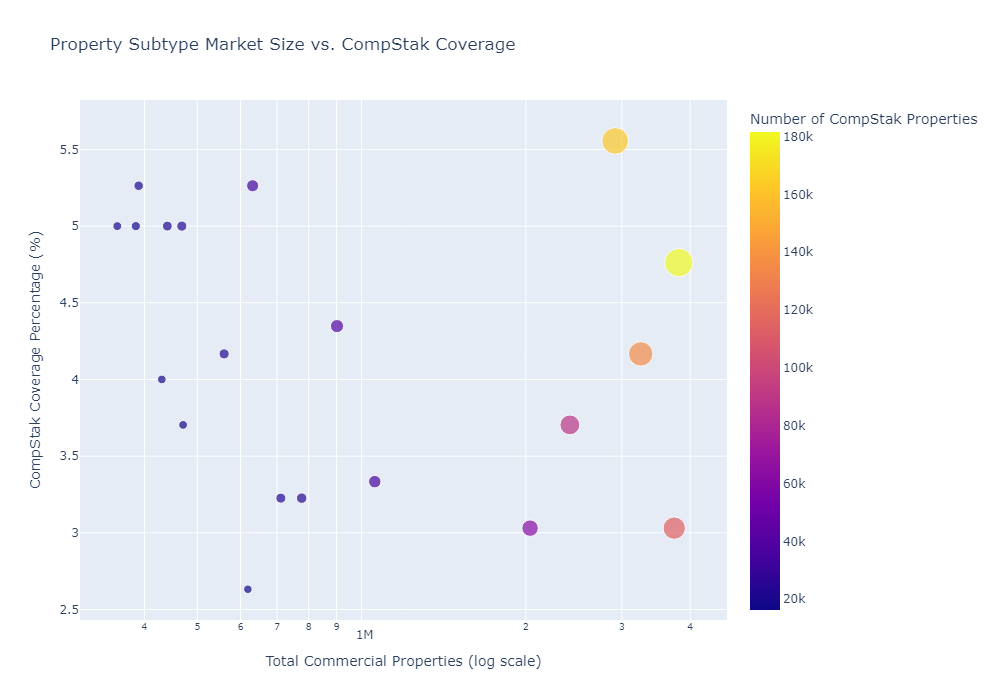 Property Subtype Market Size vs. CompStak Coverage
Number of CompStak Properties
180k
160k
140k
120k
100k
80k
60k
40k
20k
CompStak Coverage Percentage (%)
5.5
5
4.5
4
3.5
3
2.5
4 5 6 7 8 9 1M 2 3 4
Total Commercial Properties (log scale)